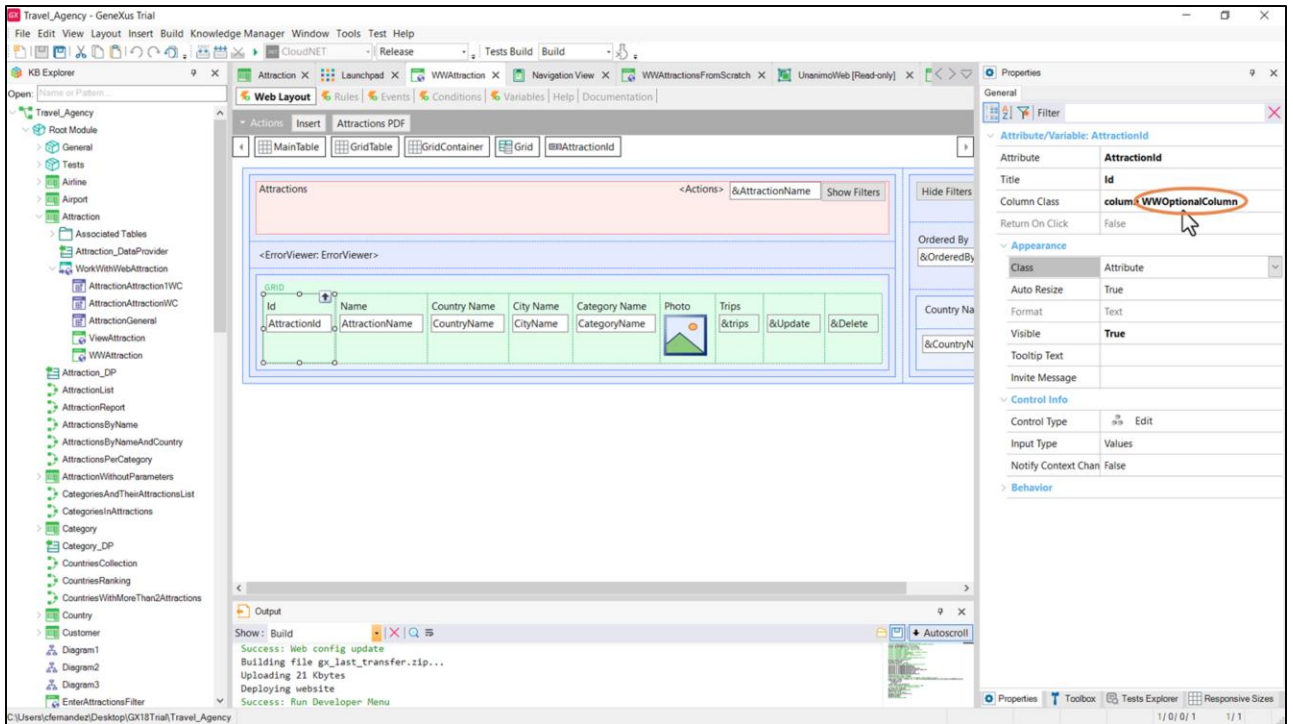 GX Travel_Agency - GeneXus Trial
File Edit View Layout Insert Build Knowledge Manager Window Tools Test Help
CloudNET Release Tests Build Build
KB Explorer
Open: Name or Pattern...
Travel_Agency
Root Module
General
Tests
Airline
Airport
Attraction
Associated Tables
Attraction_DataProvider
WorkWithWebAttraction
AttractionAttraction1WC
AttractionAttractionWC
AttractionGeneral
ViewAttraction
WWAttraction
Attraction_DP
AttractionList
AttractionReport
AttractionsByName
AttractionsByNameAndCountry
AttractionsPerCategory
AttractionWithoutParameters
CategoriesAndTheirAttractionsList
CategoriesInAttractions
Category
Category_DP
CountriesCollection
CountriesRanking
CountriesWithMoreThan2Attractions
Country
Customer
Diagram1
Diagram2
Diagram3
EnterAttractionsFilter
Attraction X Launchpad X WWAttraction X Navigation View X WWAttractionsFromScratch X UnanimoWeb [Read-only] X
Web Layout Rules Events Conditions Variables Help Documentation
Actions Insert Attractions PDF
MainTable GridTable GridContainer Grid AttractionId
Attractions <Actions> &AttractionName Show Filters
Hide Filters
<ErrorViewer: ErrorViewer>
Ordered By
&OrderedBy
GRID
Id Name Country Name City Name Category Name Photo Trips
AttractionId AttractionName CountryName CityName CategoryName &trips &Update &Delete
Country Na
&CountryN
Output
Show: Build Autoscroll
Success: Web config update
Building file gx_last_transfer.zip...
Uploading 21 Kbytes
Deploying website
Success: Run Developer Menu
Properties
General
Filter
Attribute/Variable: AttractionId
Attribute AttractionId
Title Id
Column Class column WWOptionalColumn
Return On Click False
Appearance
Class Attribute
Auto Resize True
Format Text
Visible True
Tooltip Text
Invite Message
Control Info
Control Type Edit
Input Type Values
Notify Context Chan False
Behavior
Properties Toolbox Tests Explorer Responsive Sizes
C:\Users\cfernandez\Desktop\GX18Trial\Travel_Agency 1/0/0/1 1/1